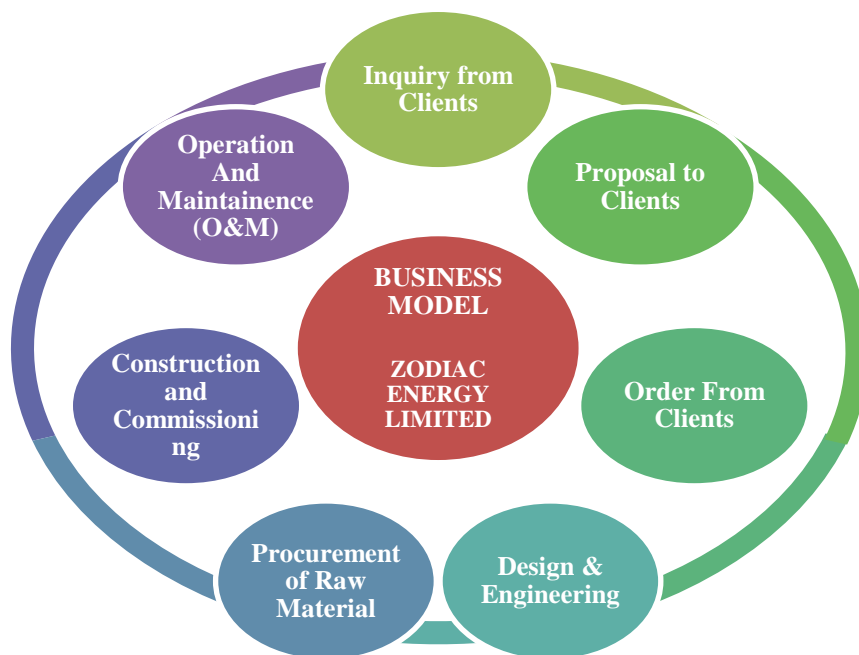 Inquiry from
Clients
Proposal to
Clients
Order From
Clients
Design &
Engineering
Procurement
of Raw
Material
Construction
and
Commissioni
ng
Operation
And
Maintainence
(O&M)
BUSINESS
MODEL
ZODIAC
ENERGY
LIMITED